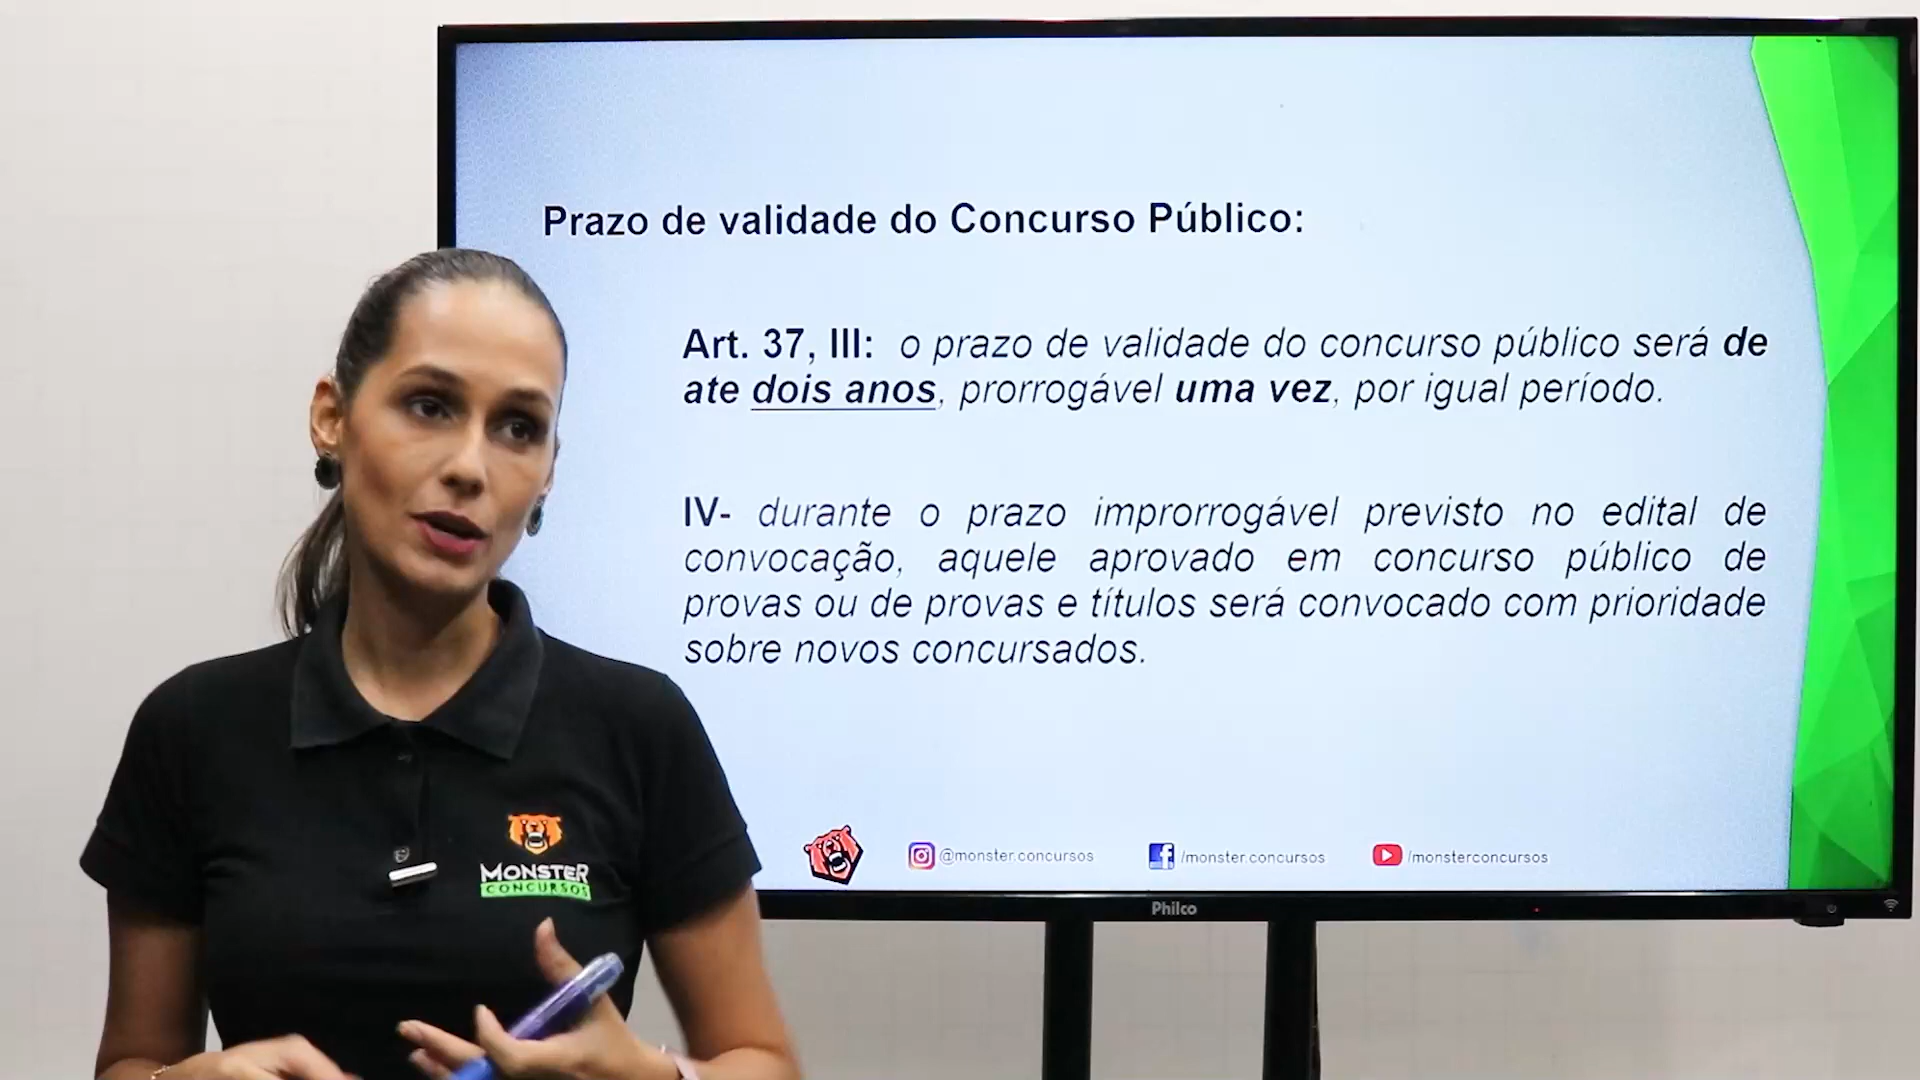 Prazo de validade do Concurso Público:
Art. 37, III: o prazo de validade do concurso público será de
ate dois anos, prorrogável uma vez, por igual período.
IV- durante o prazo improrrogável previsto no edital de
convocação, aquele aprovado em concurso público de
provas ou de provas e títulos será convocado com prioridade
sobre novos concursados.
MONSTER
CONCURSOS
@monster.concursos
/monster.concursos
/monsterconcursos
Philco